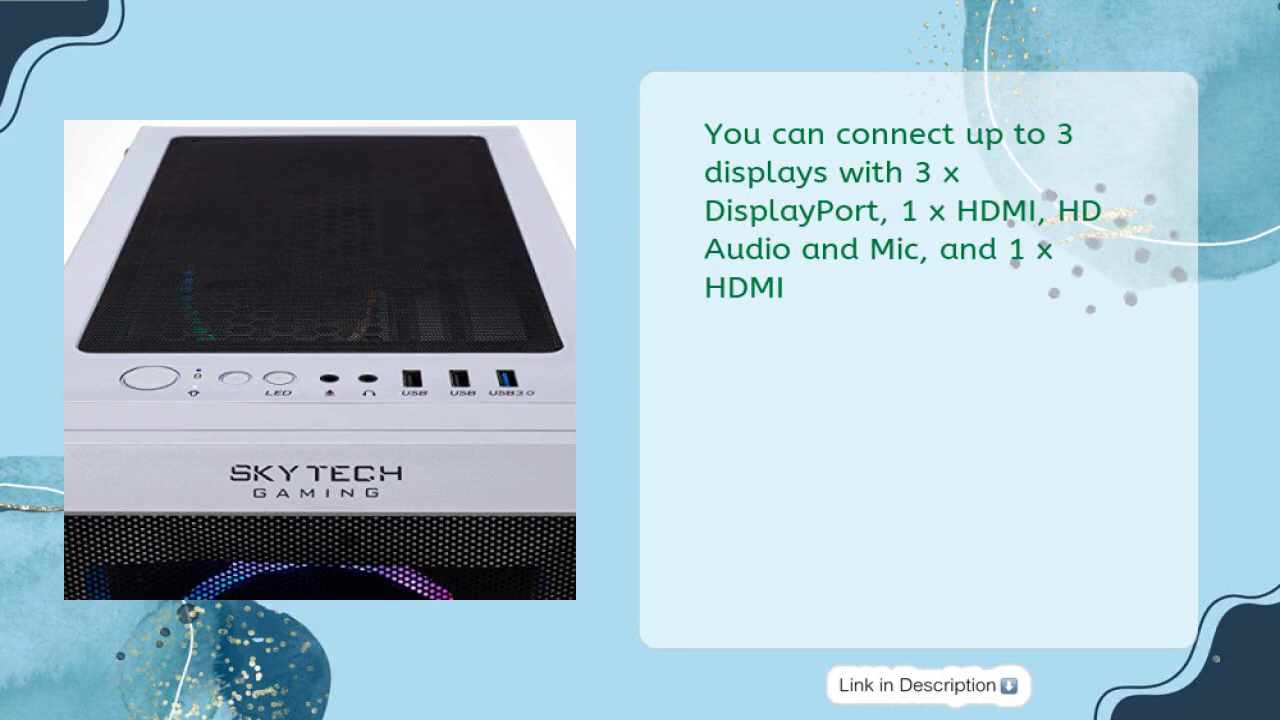 You can connect up to 3
displays with 3 x
DisplayPort, 1 x HDMI, HD
Audio and Mic, and 1 x
HDMI
LED
USB
USB
USB3.0
SKYTECH
GAMING
Link in Description